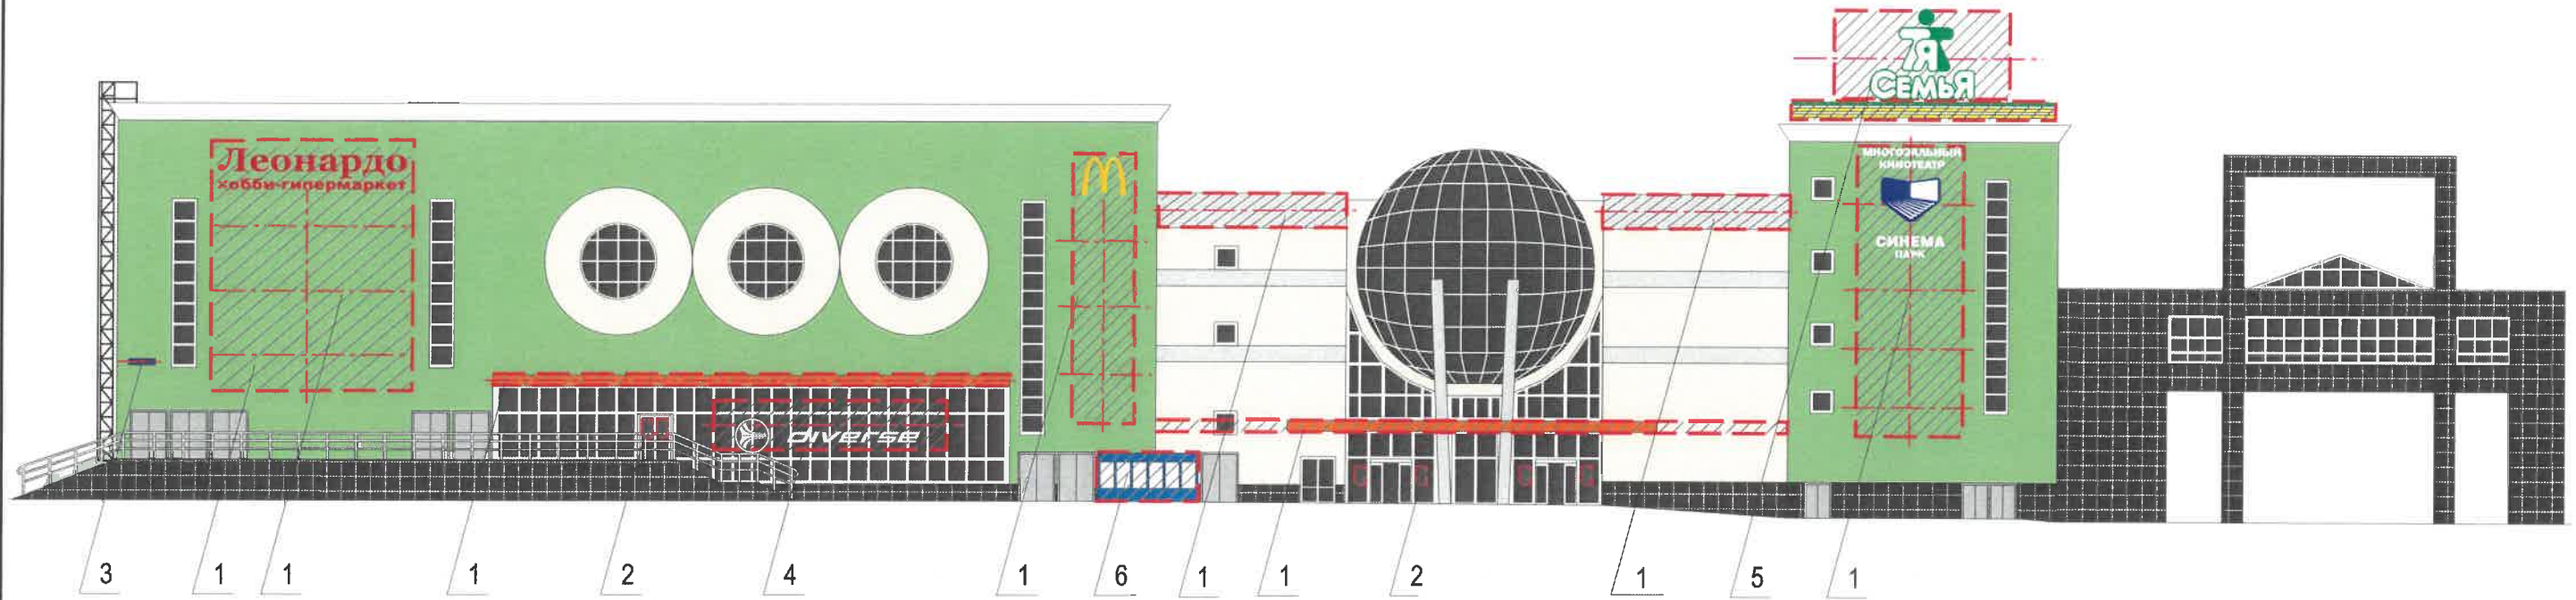 Леонардо
хобби-гипермаркет
diverse
ТЯТ
СЕМЬЯ
МНОГОЗАЛЬНЫЙ
КИНОТЕАТР
СИНЕМА
ПАРК
3 1 1 1 2 4 1 6 1 1 2 1 5 1